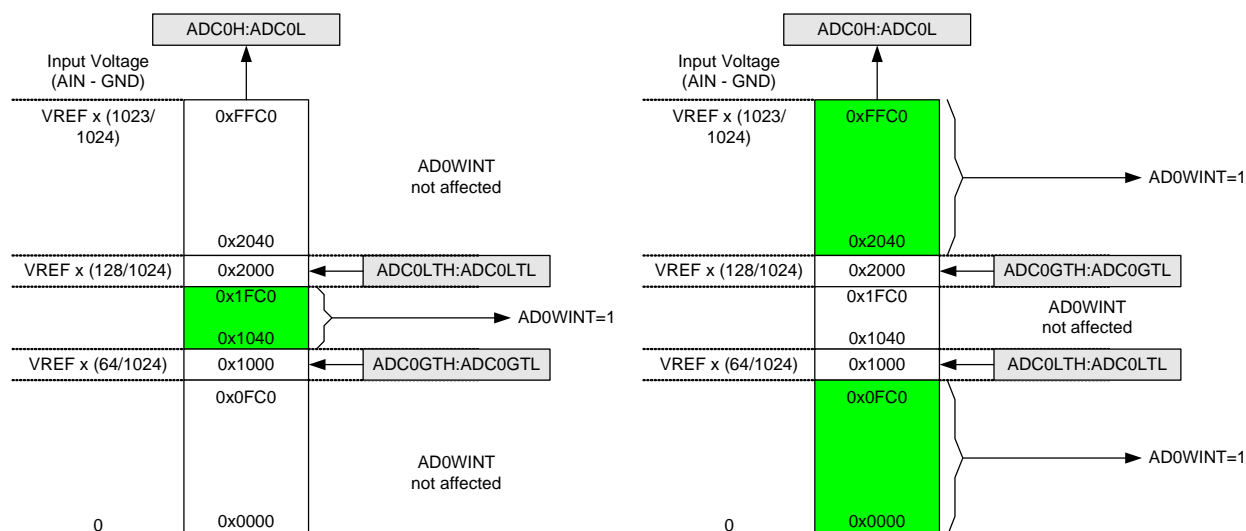 ADC0H:ADC0L
Input Voltage
(AIN - GND)
VREF x (1023/
1024)
0xFFC0
AD0WINT
not affected
0x2040
VREF x (128/1024)
0x2000
ADC0LTH:ADC0LTL
0x1FC0
AD0WINT=1
0x1040
VREF x (64/1024)
0x1000
ADC0GTH:ADC0GTL
0x0FC0
AD0WINT
not affected
0
0x0000
ADC0H:ADC0L
Input Voltage
(AIN - GND)
VREF x (1023/
1024)
0xFFC0
AD0WINT=1
0x2040
VREF x (128/1024)
0x2000
ADC0GTH:ADC0GTL
0x1FC0
AD0WINT
not affected
0x1040
VREF x (64/1024)
0x1000
ADC0LTH:ADC0LTL
0x0FC0
AD0WINT=1
0
0x0000